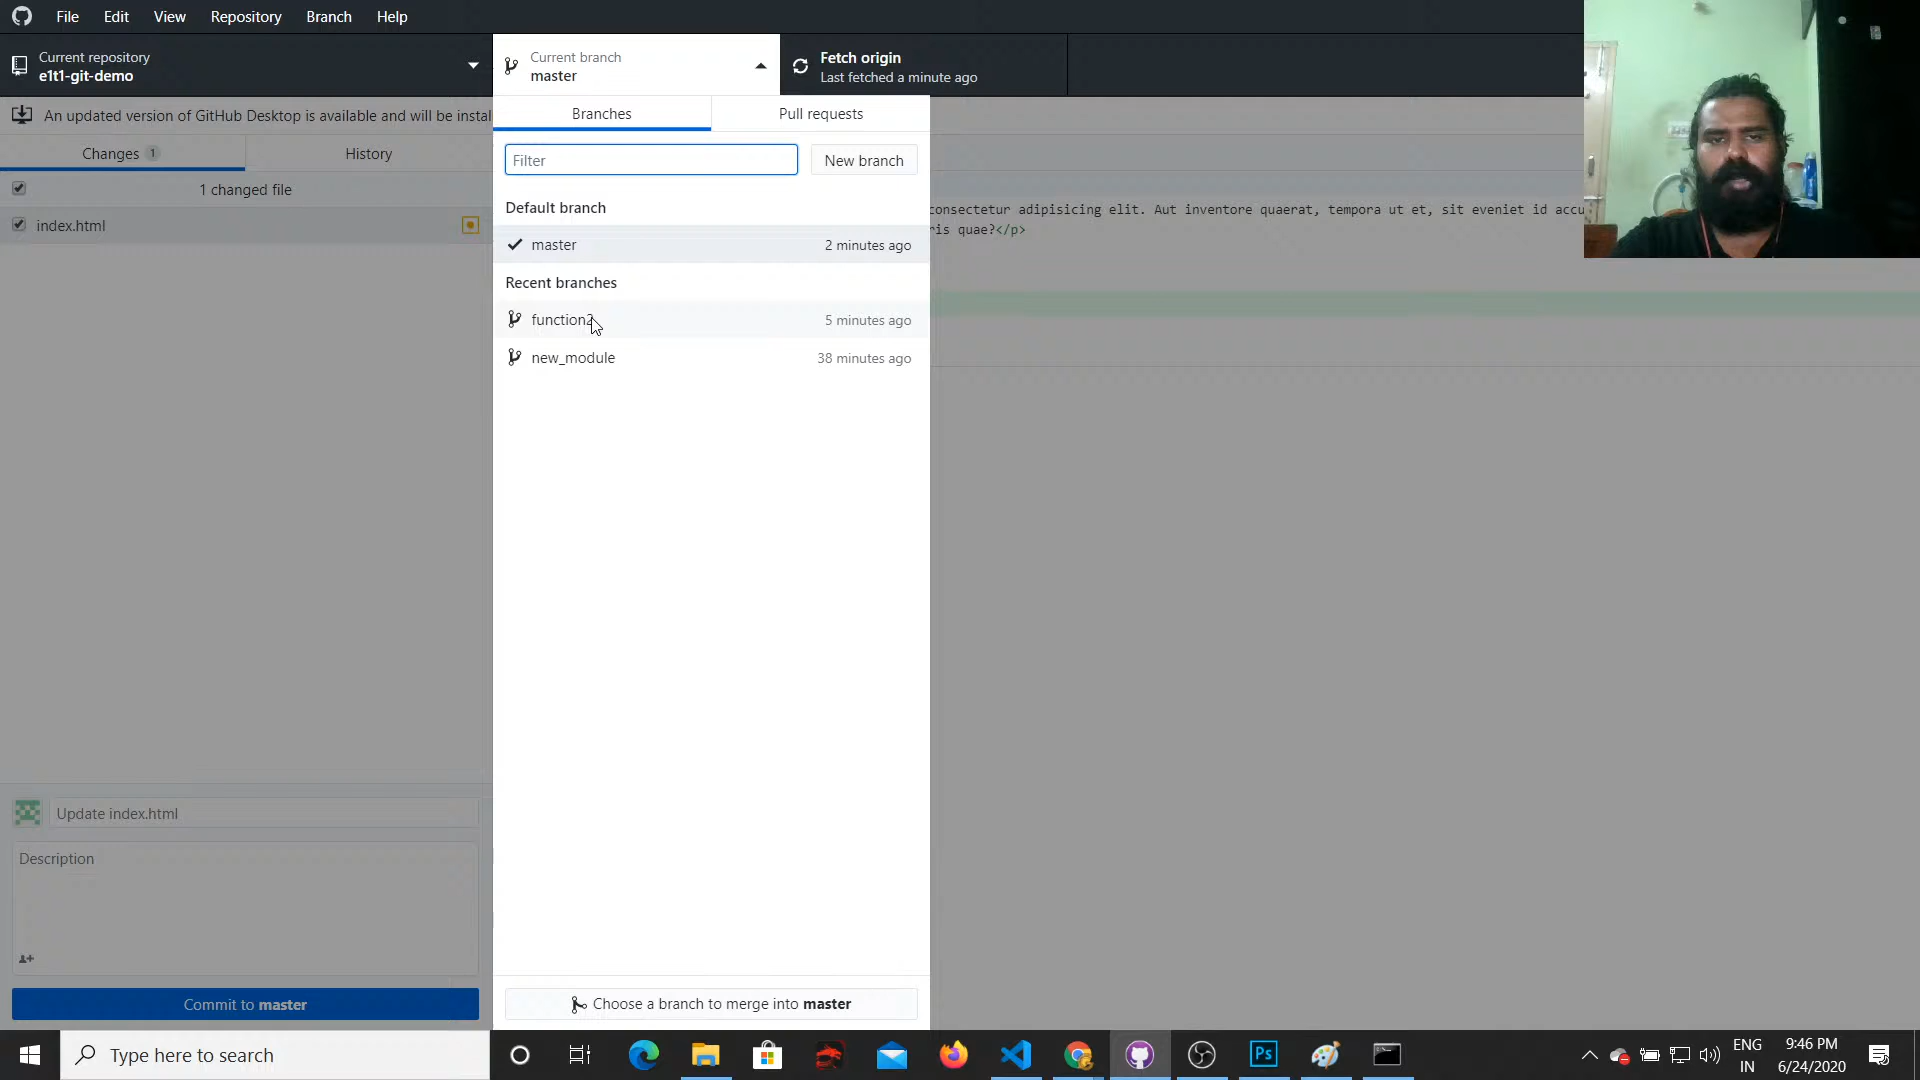 File Edit View Repository Branch Help
Current repository
e1t1-git-demo
Current branch
master
Fetch origin
Last fetched a minute ago
An updated version of GitHub Desktop is available and will be instal
Changes 1
History
1 changed file
index.html
Branches
Pull requests
Filter
New branch
Default branch
master 2 minutes ago
Recent branches
function2 5 minutes ago
new_module 38 minutes ago
consectetur adipisicing elit. Aut inventore quaerat, tempora ut et, sit eveniet id accu
is quae?</p>
Update index.html
Description
Commit to master
Choose a branch to merge into master
Type here to search
Ps
ENG
IN
9:46 PM
6/24/2020